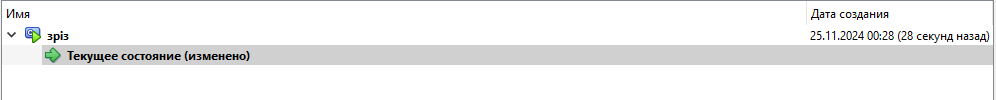 Имя Дата создания
зріз 25.11.2024 00:28 (28 секунд назад)
Текущее состояние (изменено)